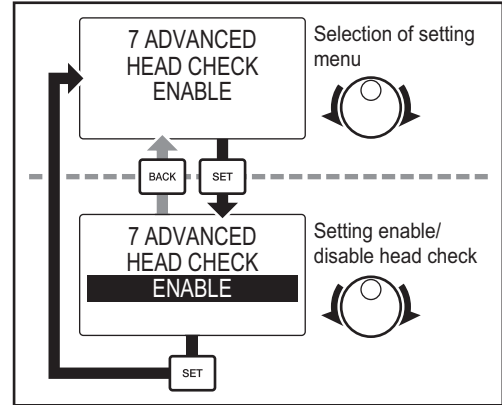 7 ADVANCED
HEAD CHECK
ENABLE
Selection of setting
menu
BACK
SET
7 ADVANCED
HEAD CHECK
ENABLE
Setting enable/
disable head check
SET